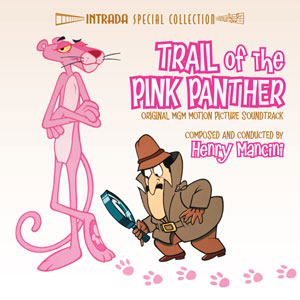 INTRADA SPECIAL COLLECTION
TRAIL of the
PINK PANTHER
ORIGINAL MGM MOTION PICTURE SOUNDTRACK
COMPOSED AND CONDUCTED BY
Henry Mancini